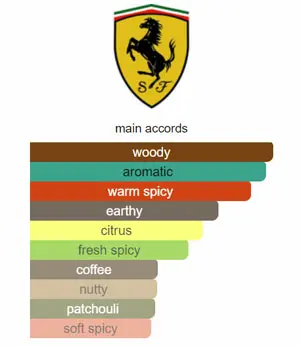 S F
main accords
woody
aromatic
warm spicy
earthy
citrus
fresh spicy
coffee
nutty
patchouli
soft spicy